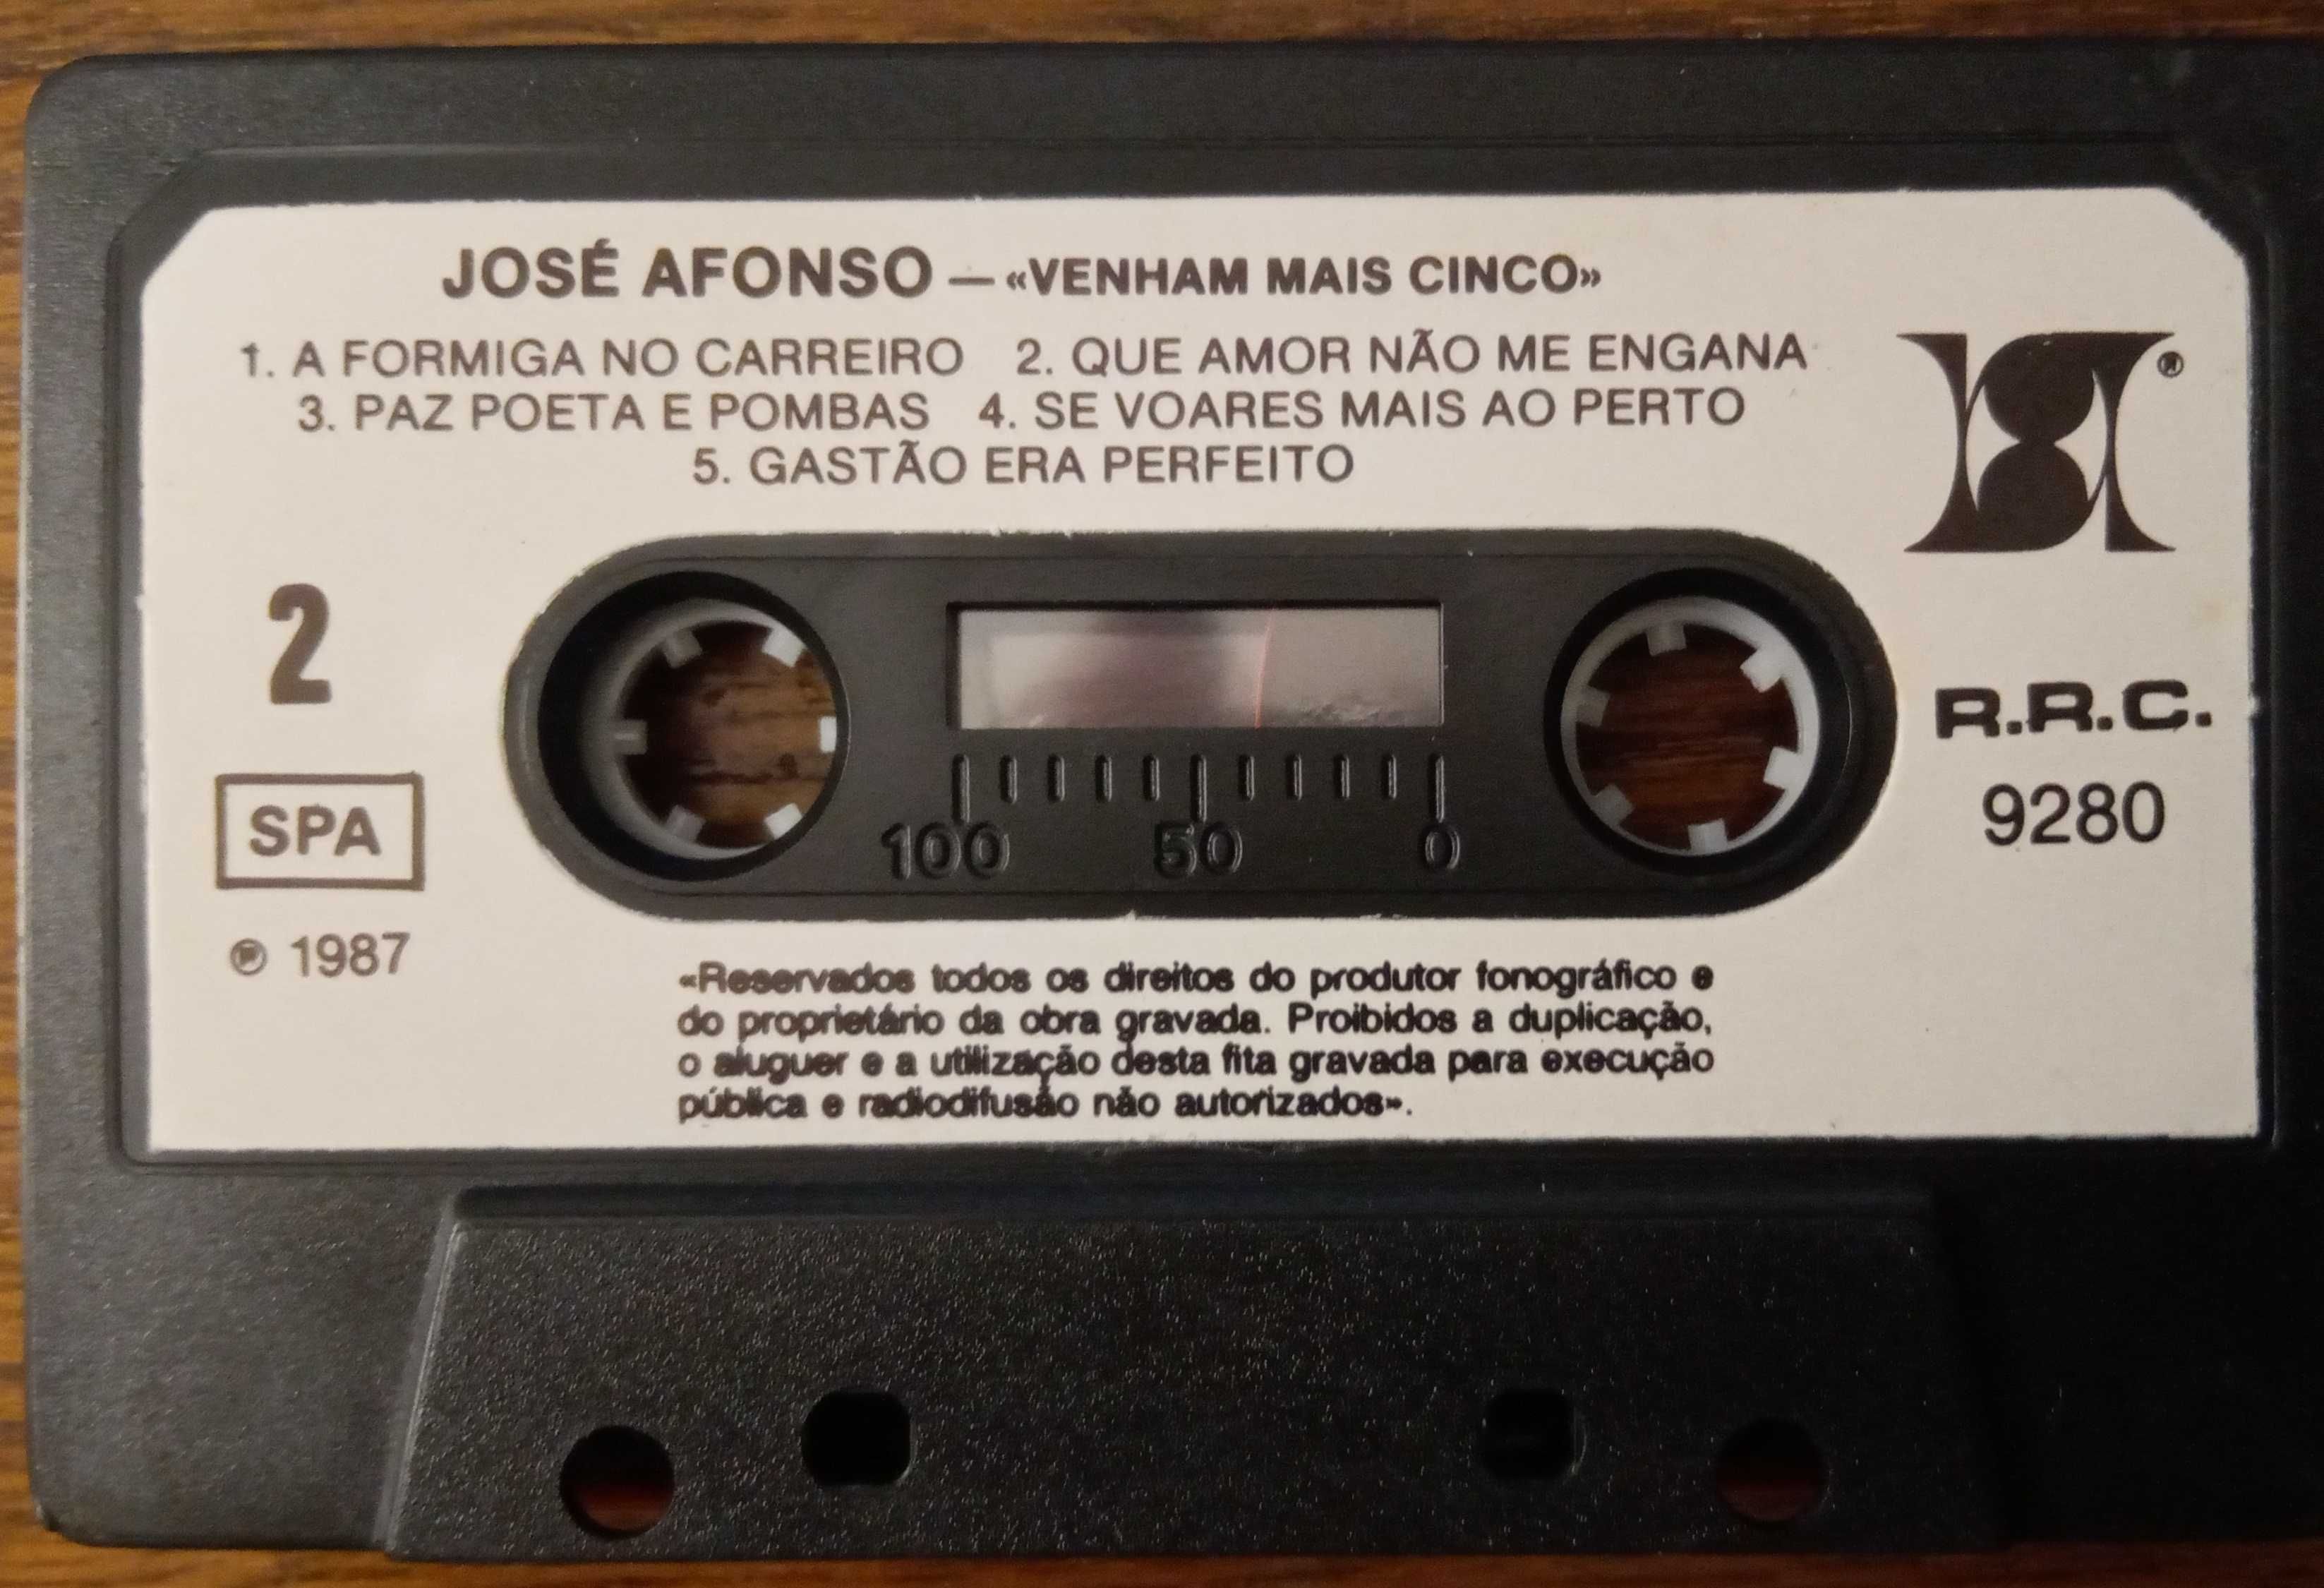 JOSÉ AFONSO — «VENHAM MAIS CINCO»
1. A FORMIGA NO CARREIRO 2. QUE AMOR NÃO ME ENGANA
3. PAZ POETA E POMBAS 4. SE VOARES MAIS AO PERTO
5. GASTÃO ERA PERFEITO
®
2
R.R.C.
SPA
9280
100 50 0
℗ 1987
«Reservados todos os direitos do produtor fonográfico e
do proprietário da obra gravada. Proibidos a duplicação,
o aluguer e a utilização desta fita gravada para execução
pública e radiodifusão não autorizados».